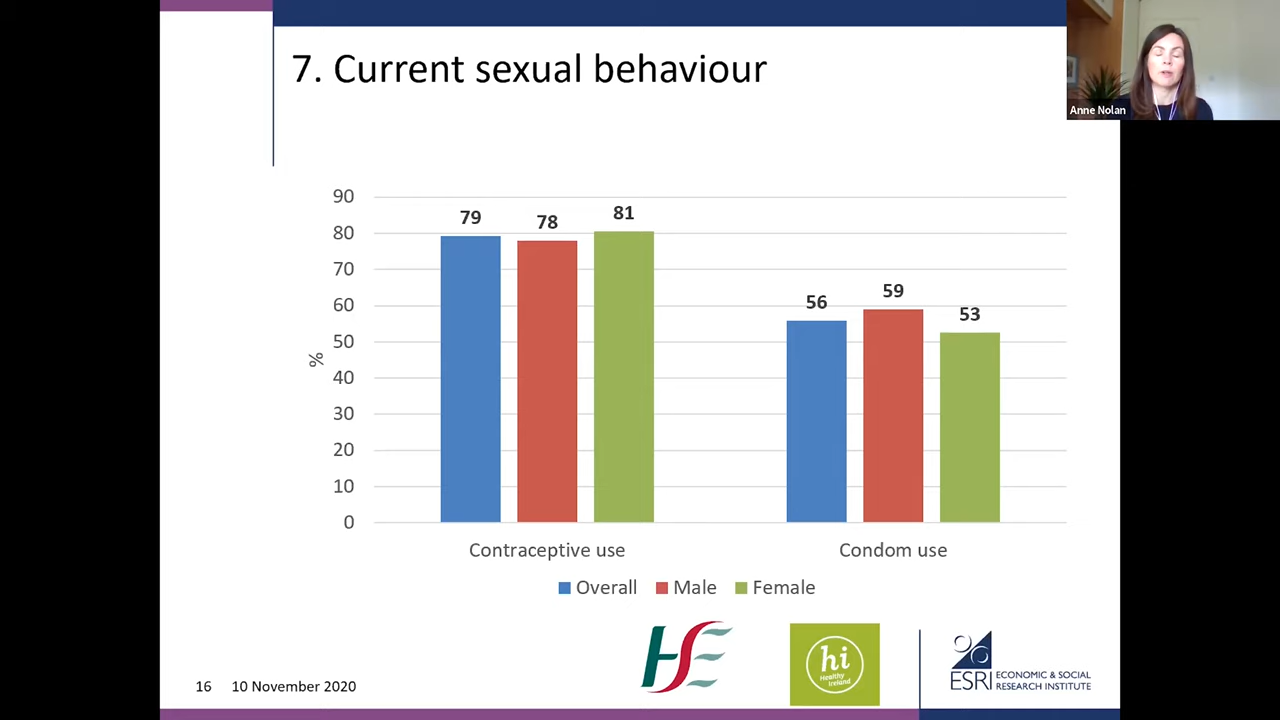 7. Current sexual behaviour
Anne Nolan
90
80
70
60
50
40
30
20
10
0
%
79
78
81
56
59
53
Contraceptive use
Condom use
Overall
Male
Female
HSE
hi
Healthy
Ireland
ESRI
ECONOMIC & SOCIAL
RESEARCH INSTITUTE
16 10 November 2020